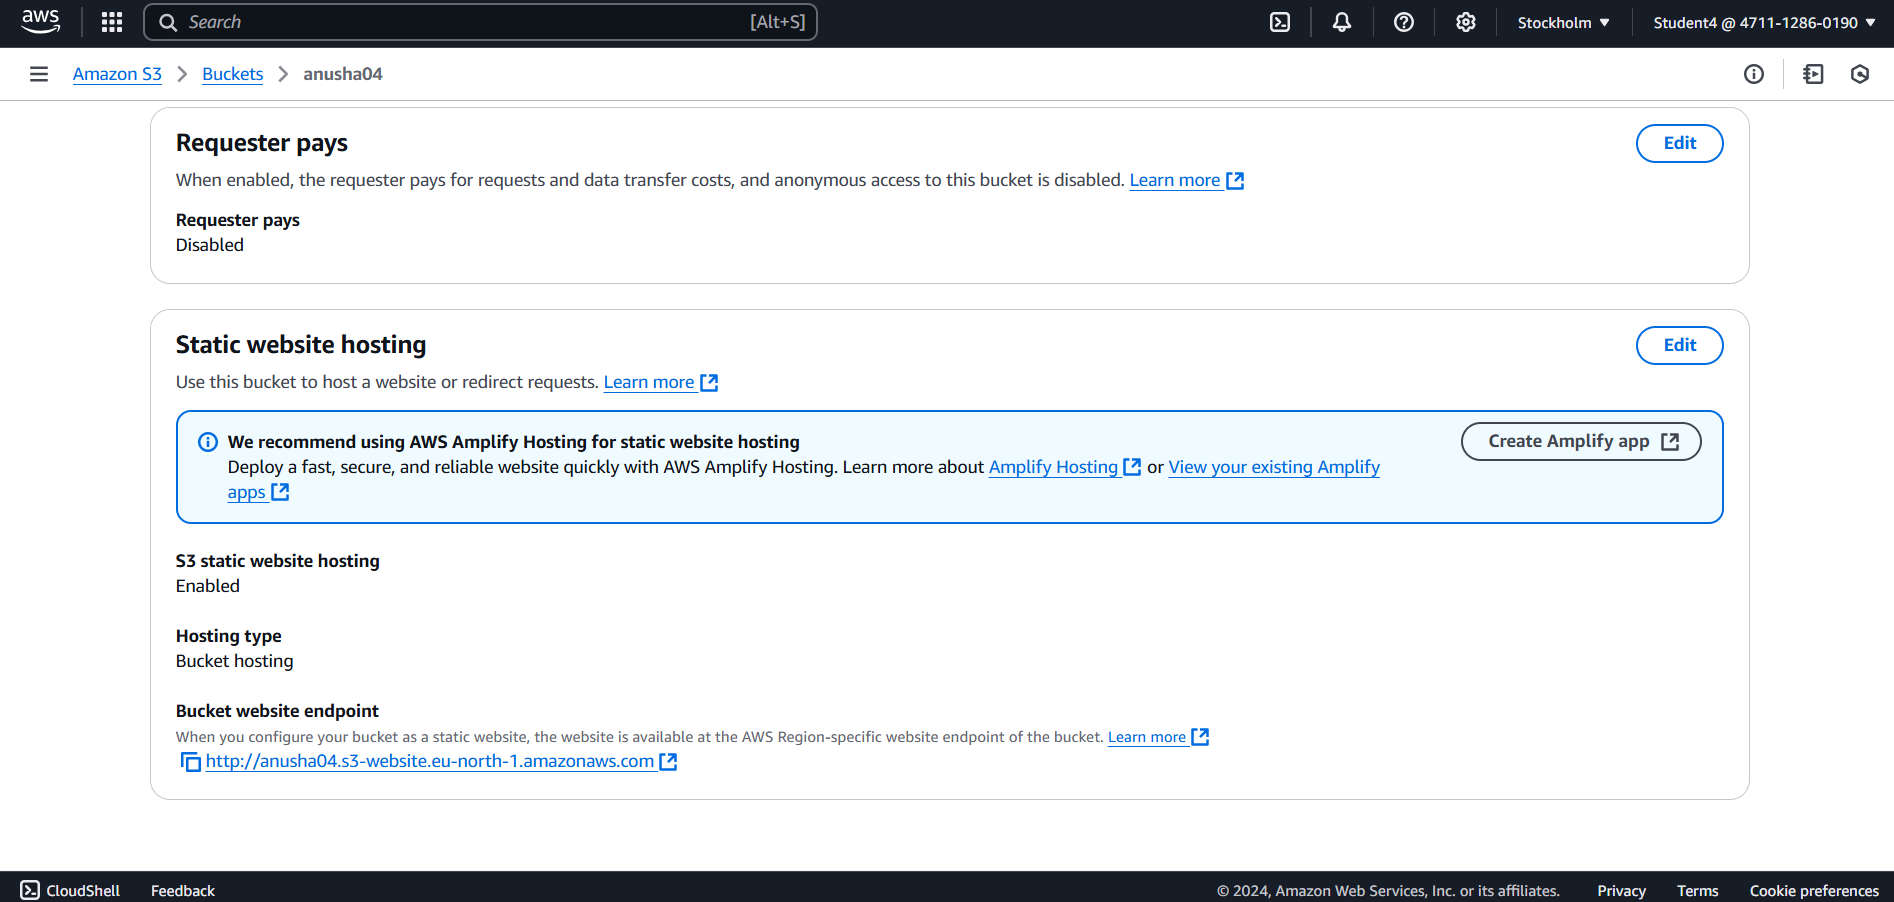 aws
Search [Alt+S]
Stockholm
Student4 @ 4711-1286-0190
Amazon S3 Buckets anusha04
Requester pays
Edit
When enabled, the requester pays for requests and data transfer costs, and anonymous access to this bucket is disabled. Learn more
Requester pays
Disabled
Static website hosting
Edit
Use this bucket to host a website or redirect requests. Learn more
We recommend using AWS Amplify Hosting for static website hosting
Create Amplify app
Deploy a fast, secure, and reliable website quickly with AWS Amplify Hosting. Learn more about Amplify Hosting or View your existing Amplify
apps
S3 static website hosting
Enabled
Hosting type
Bucket hosting
Bucket website endpoint
When you configure your bucket as a static website, the website is available at the AWS Region-specific website endpoint of the bucket. Learn more
http://anusha04.s3-website.eu-north-1.amazonaws.com
CloudShell Feedback
© 2024, Amazon Web Services, Inc. or its affiliates. Privacy Terms Cookie preferences